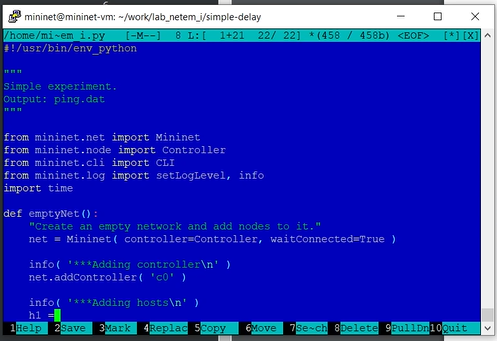 mininet@mininet-vm: ~/work/lab_netem_i/simple-delay
/home/mi~em_i.py [-M--] 8 L:[ 1+21 22/ 22] *(458 / 458b) <EOF> [*][X]
#!/usr/bin/env_python
"""
Simple experiment.
Output: ping.dat
"""
from mininet.net import Mininet
from mininet.node import Controller
from mininet.cli import CLI
from mininet.log import setLogLevel, info
import time
def emptyNet():
"Create an empty network and add nodes to it."
net = Mininet( controller=Controller, waitConnected=True )
info( '***Adding controller\n' )
net.addController( 'c0' )
info( '***Adding hosts\n' )
h1 =
1Help 2Save 3Mark 4Replac 5Copy 6Move 7Se~ch 8Delete 9PullDn 10Quit